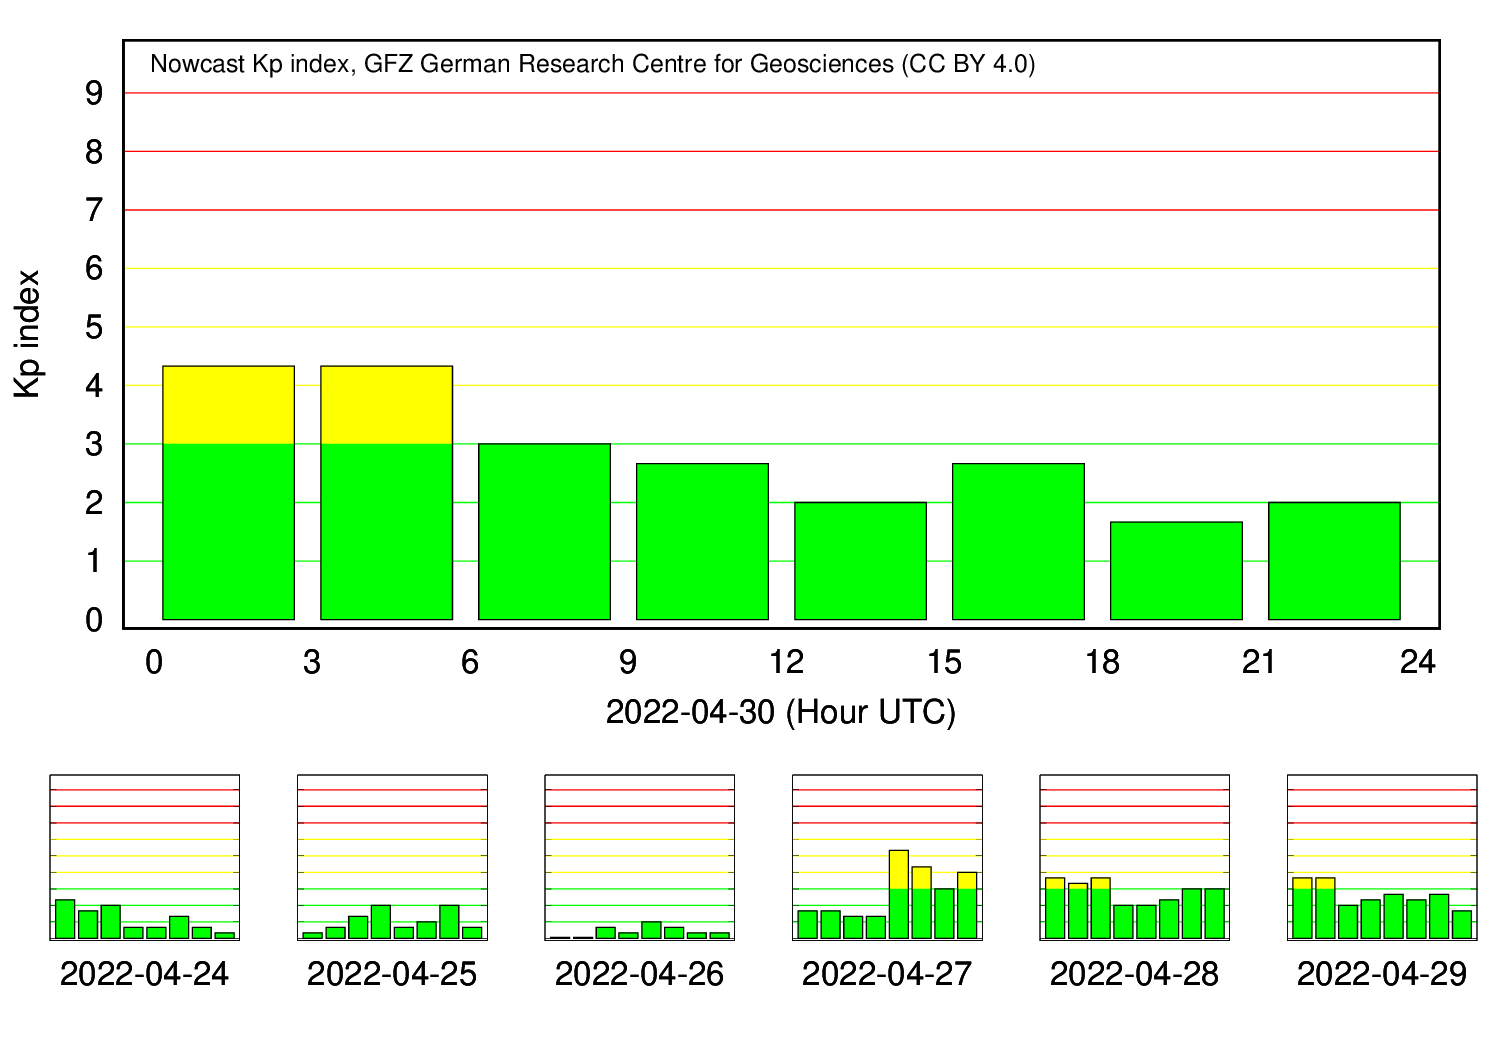 Nowcast Kp index, GFZ German Research Centre for Geosciences (CC BY 4.0)
9
8
7
6
5
4
3
2
1
0
Kp index
0 3 6 9 12 15 18 21 24
2022-04-30 (Hour UTC)
2022-04-24 2022-04-25 2022-04-26 2022-04-27 2022-04-28 2022-04-29